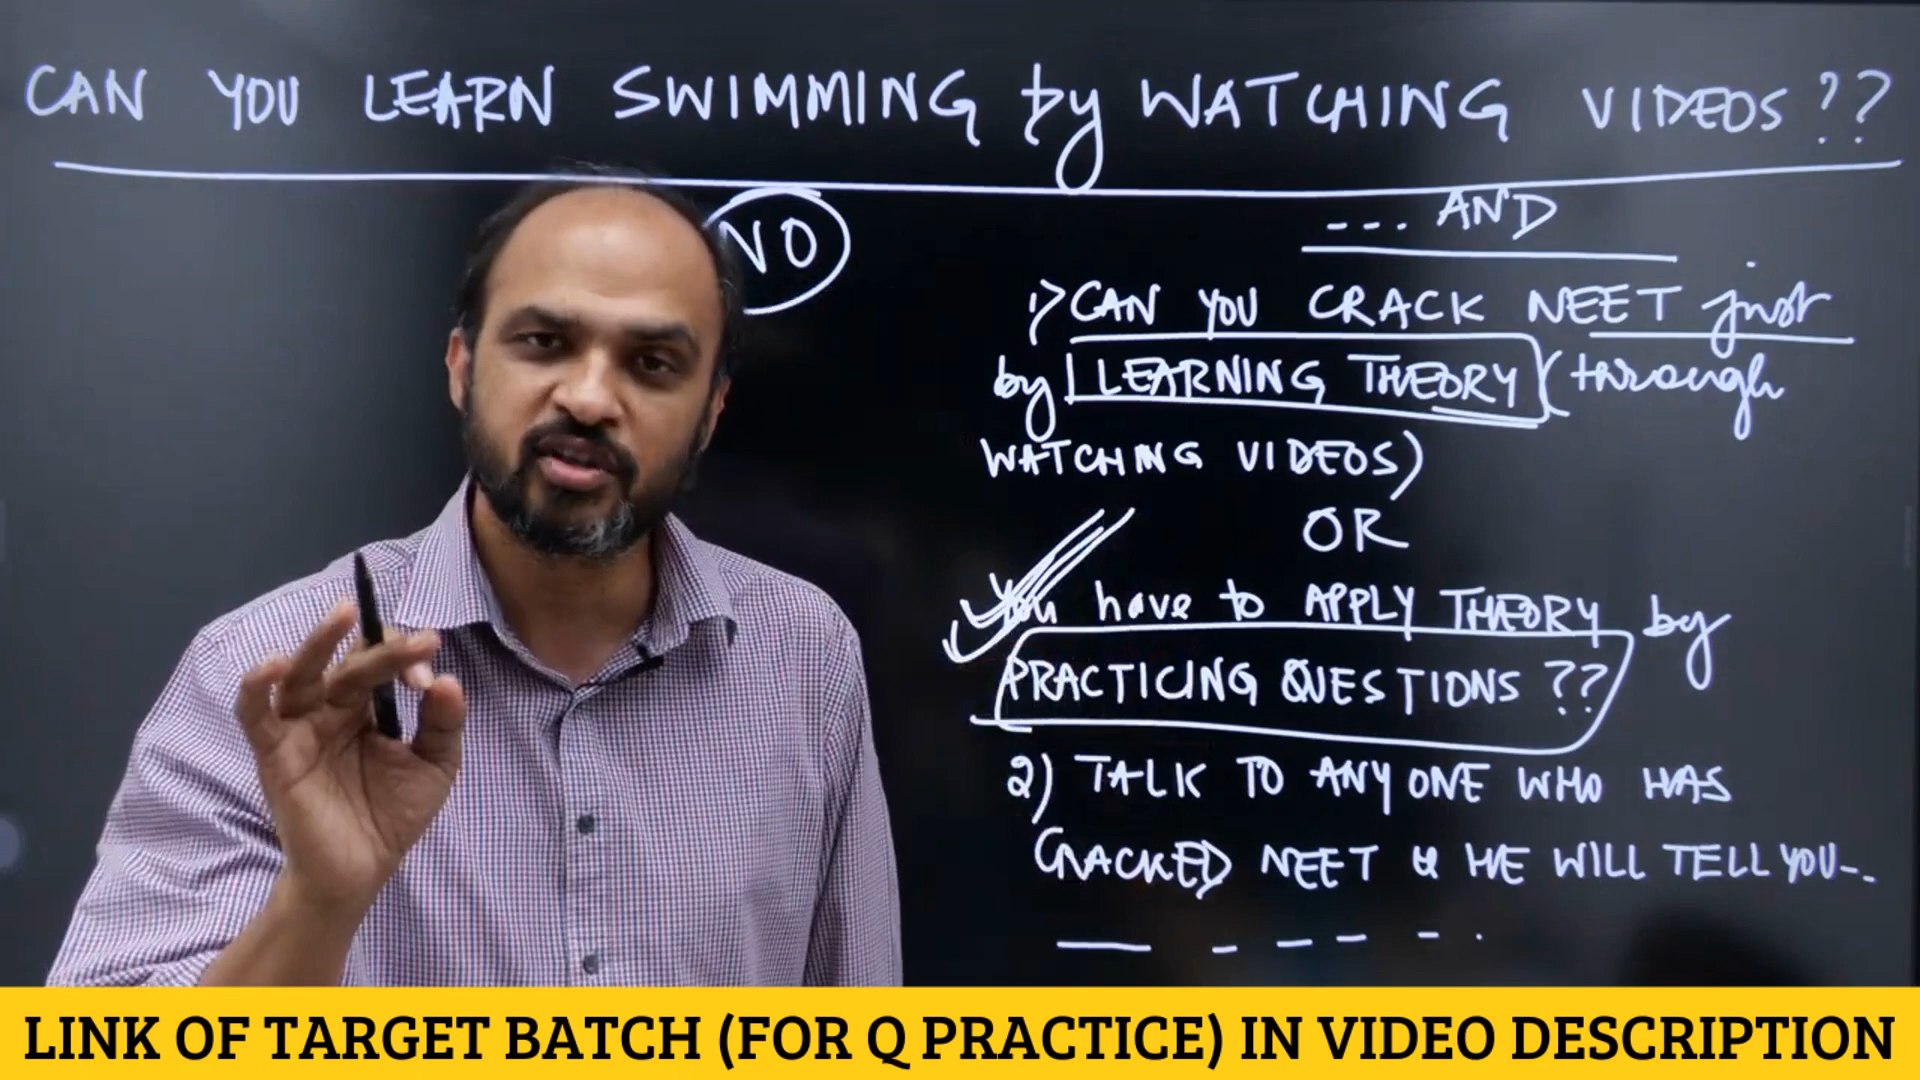 CAN YOU LEARN SWIMMING by WATCHING VIDEOS ??
NO
---- AND
1) CAN YOU CRACK NEET just
by LEARNING THEORY (through
WATCHING VIDEOS)
OR
You have to APPLY THEORY by
PRACTICING QUESTIONS ??
2) TALK TO ANYONE WHO HAS
CRACKED NEET & HE WILL TELL YOU--
LINK OF TARGET BATCH (FOR Q PRACTICE) IN VIDEO DESCRIPTION